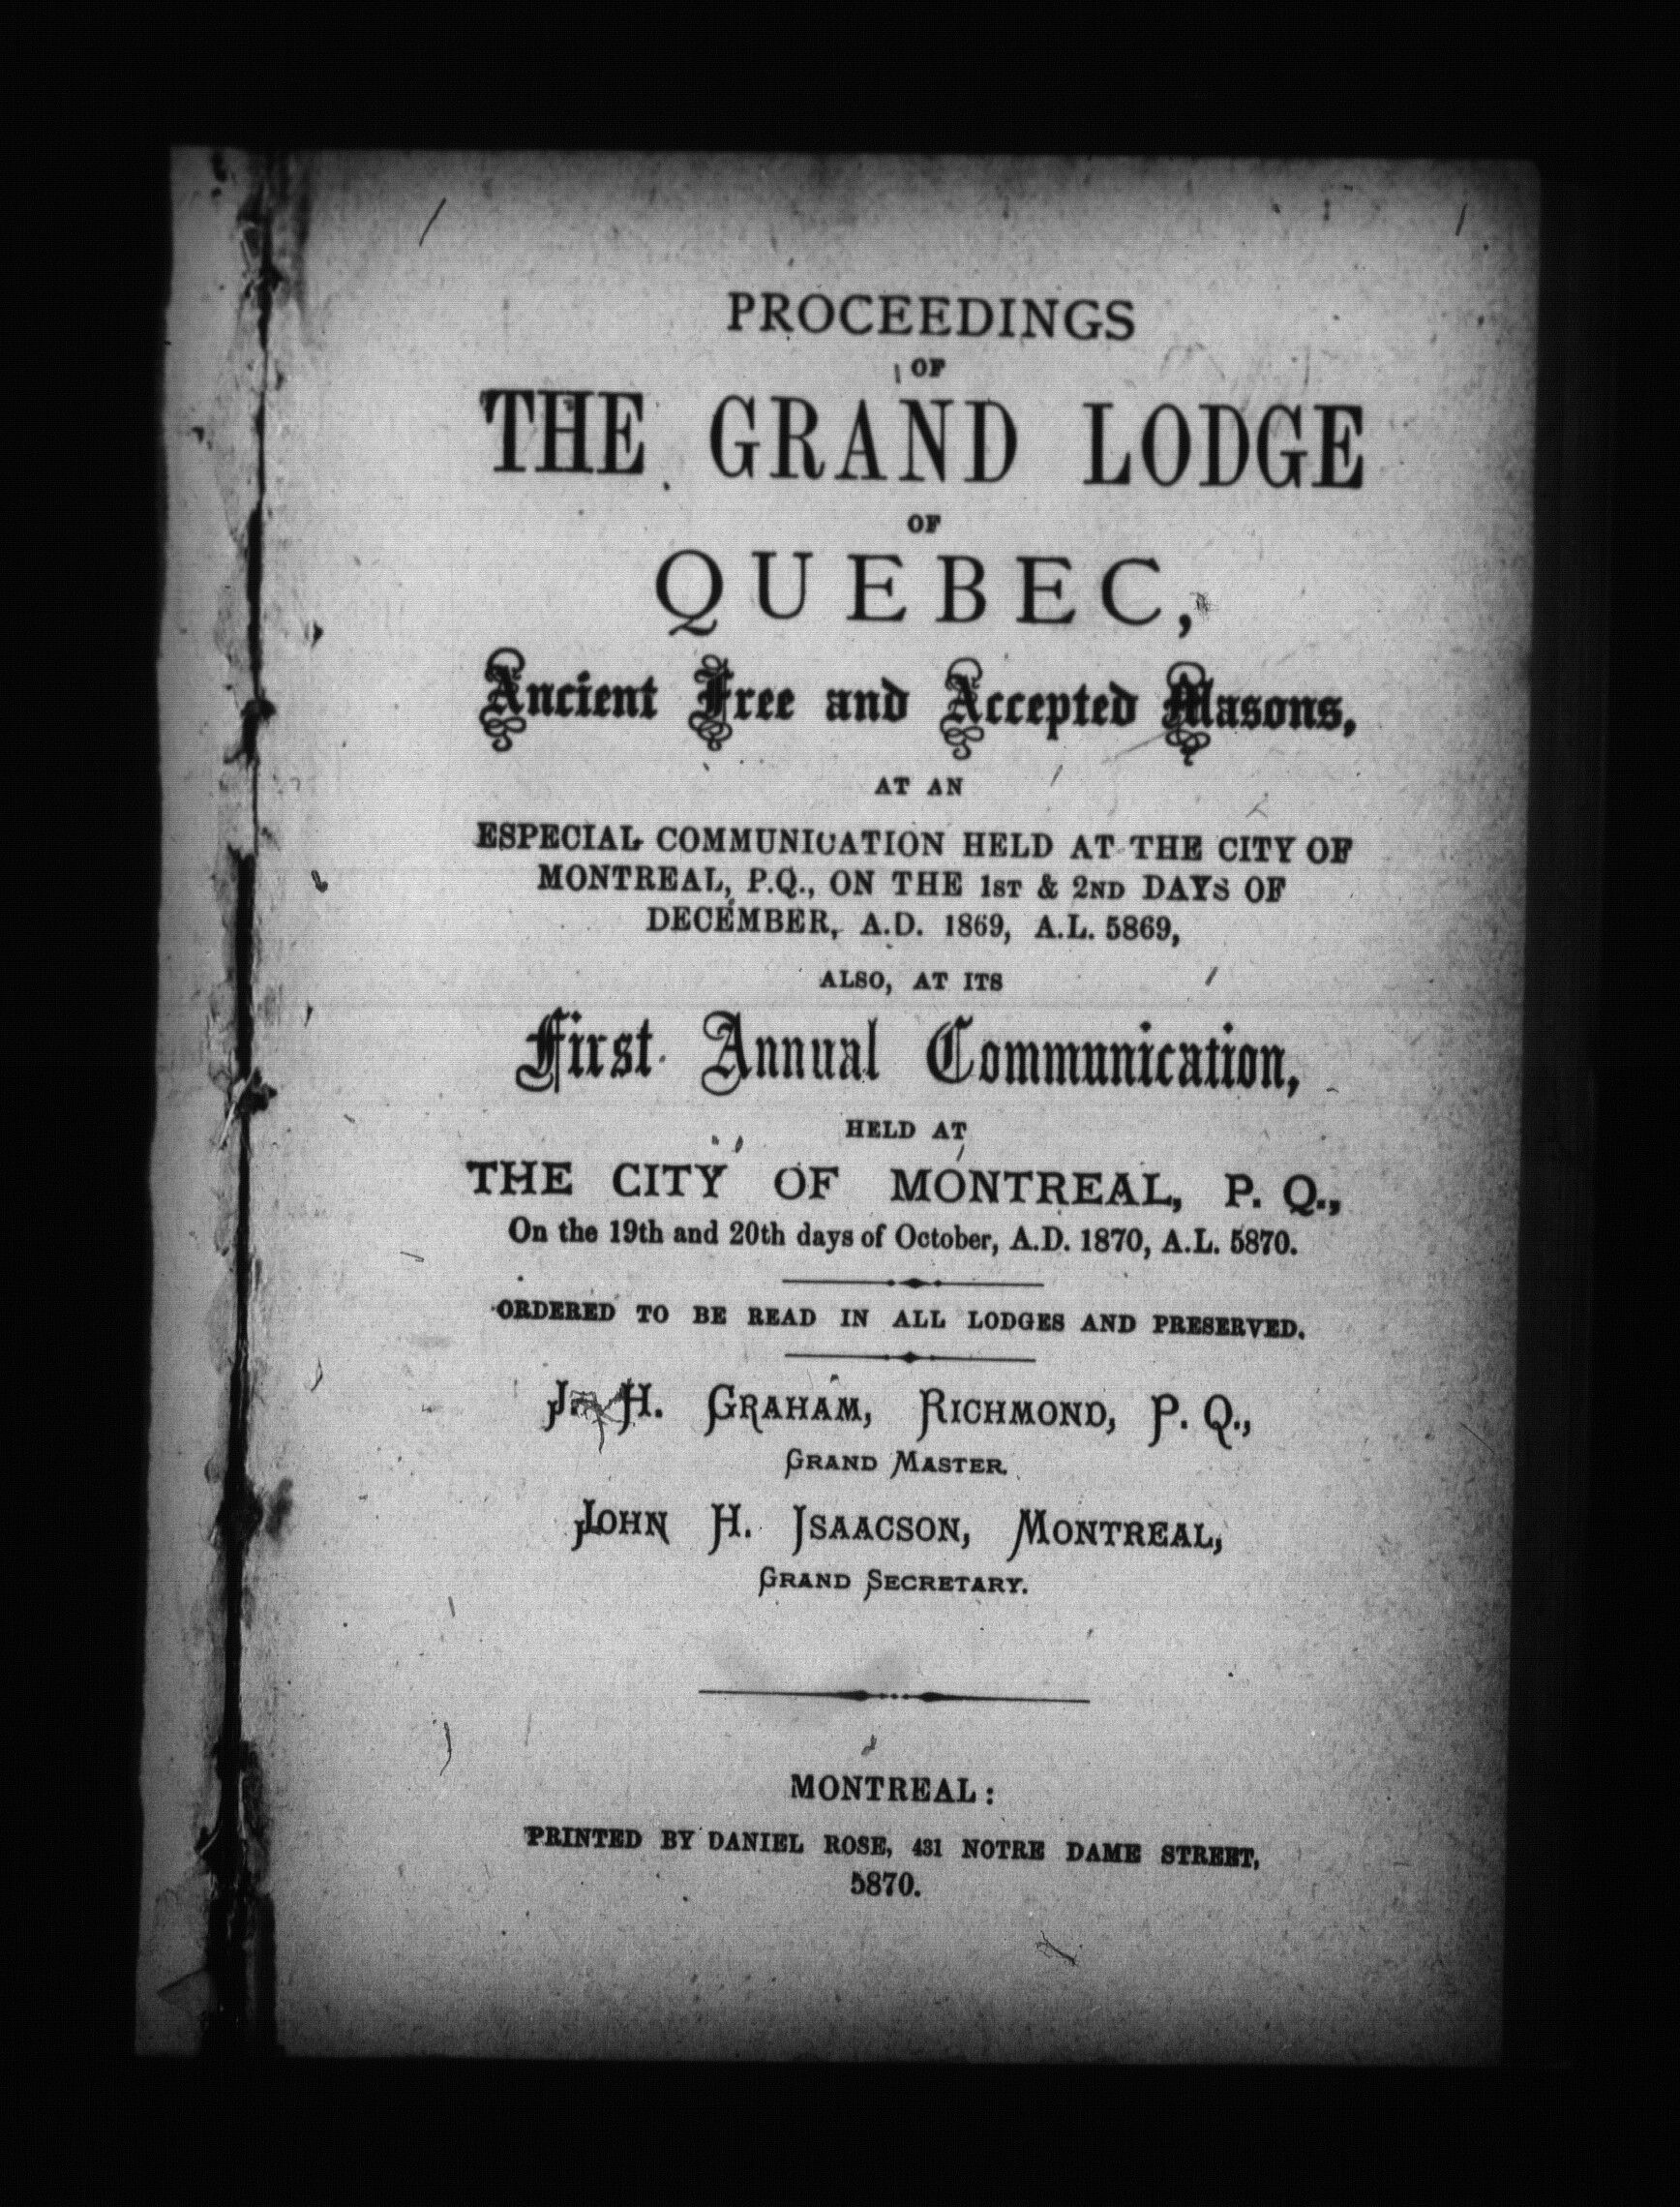 PROCEEDINGS
OF
THE GRAND LODGE
OF
QUEBEC,
Ancient Free and Accepted Masons,
AT AN
ESPECIAL COMMUNICATION HELD AT THE CITY OF
MONTREAL, P.Q., ON THE 1ST & 2ND DAYS OF
DECEMBER, A.D. 1869, A.L. 5869,
ALSO, AT ITS
First Annual Communication,
HELD AT
THE CITY OF MONTREAL, P. Q.,
On the 19th and 20th days of October, A.D. 1870, A.L. 5870.
ORDERED TO BE READ IN ALL LODGES AND PRESERVED.
J. H. GRAHAM, RICHMOND, P. Q.,
GRAND MASTER.
JOHN H. ISAACSON, MONTREAL,
GRAND SECRETARY.
MONTREAL:
PRINTED BY DANIEL ROSE, 431 NOTRE DAME STREET,
5870.